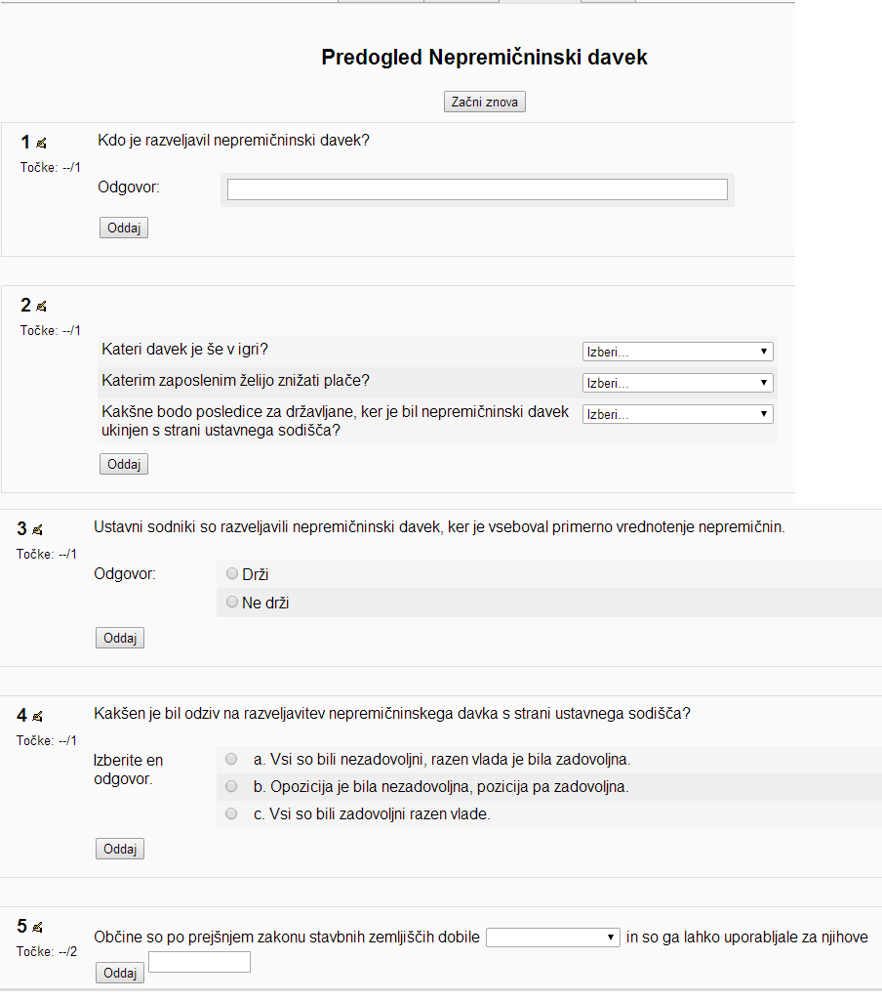 Predogled Nepremičninski davek
Začni znova
1
Kdo je razveljavil nepremičninski davek?
Točke: --/1
Odgovor:
Oddaj
2
Točke: --/1
Kateri davek je še v igri? Izberi...
Katerim zaposlenim želijo znižati plače? Izberi...
Kakšne bodo posledice za državljane, ker je bil nepremičninski davek Izberi...
ukinjen s strani ustavnega sodišča?
Oddaj
3
Ustavni sodniki so razveljavili nepremičninski davek, ker je vseboval primerno vrednotenje nepremičnin.
Točke: --/1
Odgovor:
Drži
Ne drži
Oddaj
4
Kakšen je bil odziv na razveljavitev nepremičninskega davka s strani ustavnega sodišča?
Točke: --/1
Izberite en
odgovor.
a. Vsi so bili nezadovoljni, razen vlada je bila zadovoljna.
b. Opozicija je bila nezadovoljna, pozicija pa zadovoljna.
c. Vsi so bili zadovoljni razen vlade.
Oddaj
5
Točke: --/2
Občine so po prejšnjem zakonu stavbnih zemljiščih dobile in so ga lahko uporabljale za njihove
Oddaj